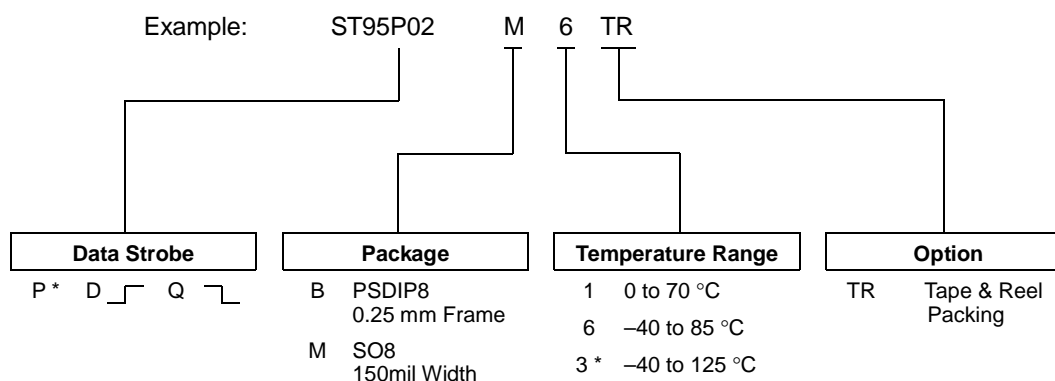 Example: ST95P02 M 6 TR
Data Strobe
P * D Q
Package
B PSDIP8
0.25 mm Frame
M SO8
150mil Width
Temperature Range
1 0 to 70 °C
6 –40 to 85 °C
3 * –40 to 125 °C
Option
TR Tape & Reel
Packing